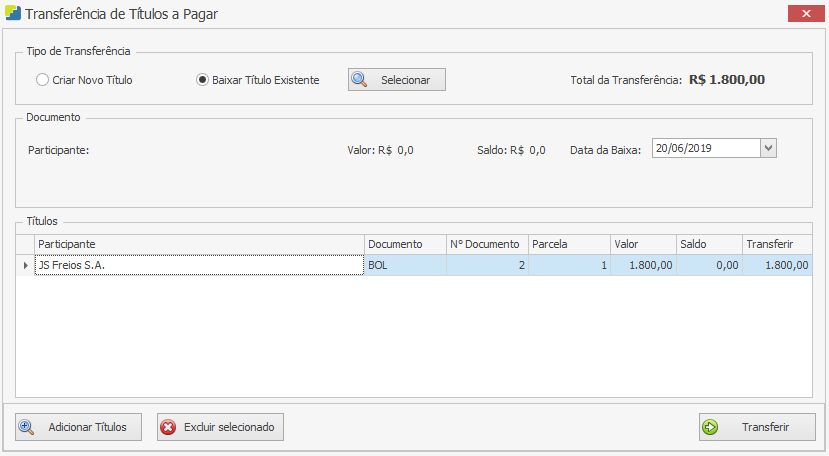 Transferência de Títulos a Pagar
Tipo de Transferência
Criar Novo Título
Baixar Título Existente
Selecionar
Total da Transferência: R$ 1.800,00
Documento
Participante:
Valor: R$ 0,0
Saldo: R$ 0,0
Data da Baixa: 20/06/2019
Títulos
Participante Documento Nº Documento Parcela Valor Saldo Transferir
JS Freios S.A. BOL 2 1 1.800,00 0,00 1.800,00
Adicionar Títulos
Excluir selecionado
Transferir